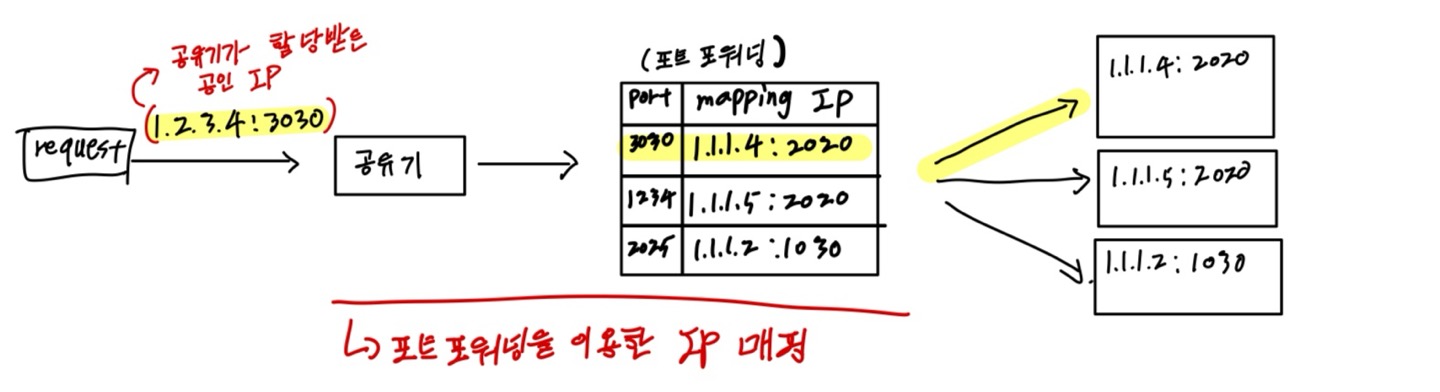 공유기가 할당받은
공인 IP
(1.2.3.4:3030)
request
공유기
(포트 포워딩)
port mapping IP
3030 1.1.1.4:2020
1234 1.1.1.5:2020
2025 1.1.1.2:1030
1.1.1.4:2020
1.1.1.5:2020
1.1.1.2:1030
↳ 포트포워딩을 이용한 IP 매핑